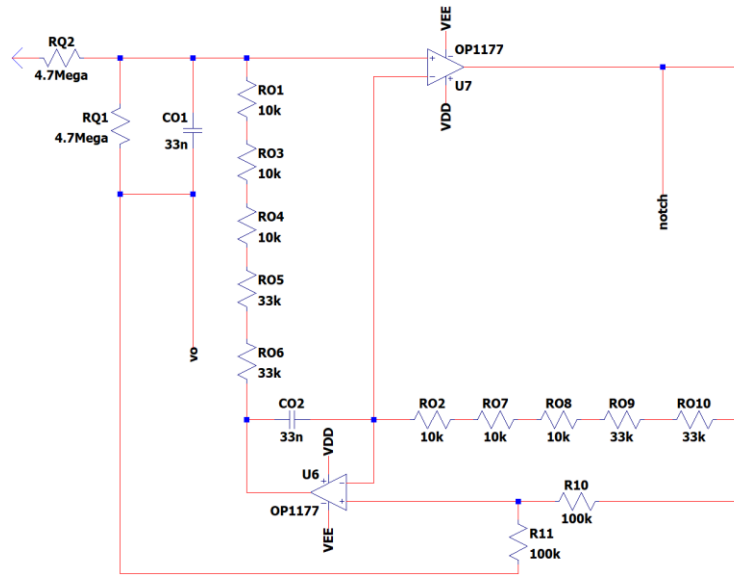 RQ2
4.7Mega
RQ1
4.7Mega
CO1
33n
RO1
10k
RO3
10k
RO4
10k
RO5
33k
RO6
33k
VEE
OP1177
U7
VDD
notch
vo
CO2
33n
RO2
10k
RO7
10k
RO8
10k
RO9
33k
RO10
33k
VDD
U6
OP1177
VEE
R10
100k
R11
100k